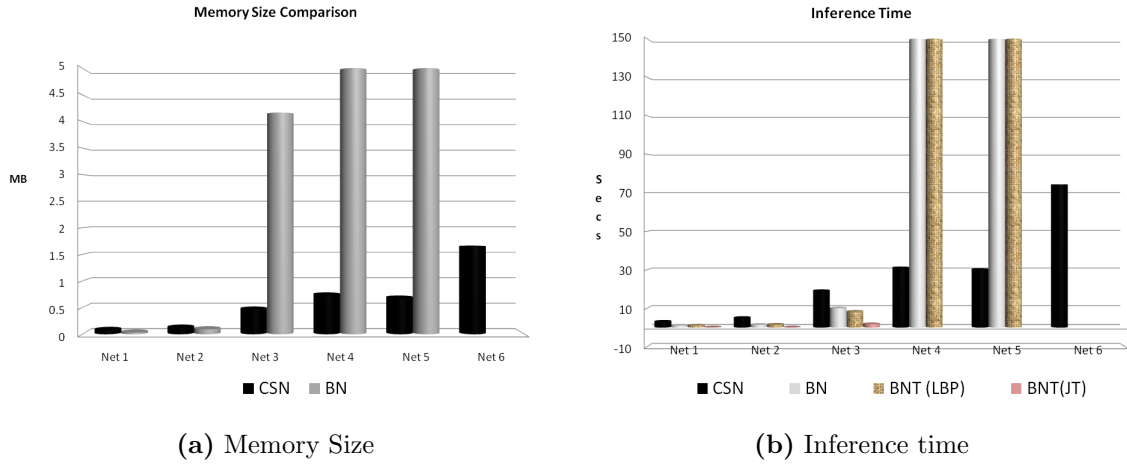 Memory Size Comparison
5
4.5
4
3.5
3
2.5
2
1.5
1
0.5
0
MB
Net 1 Net 2 Net 3 Net 4 Net 5 Net 6
CSN BN
(a) Memory Size
Inference Time
150
130
110
90
70
50
30
10
-10
Secs
Net 1 Net 2 Net 3 Net 4 Net 5 Net 6
CSN BN BNT (LBP) BNT(JT)
(b) Inference time